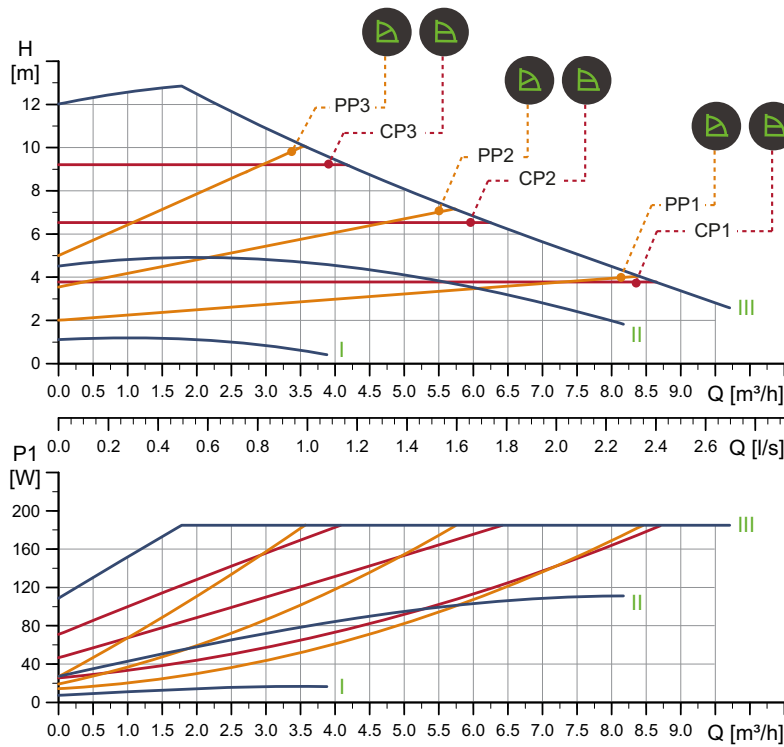 H
[m]
12
10
8
6
4
2
0
PP3
CP3
PP2
CP2
PP1
CP1
I
II
III
0.0 0.5 1.0 1.5 2.0 2.5 3.0 3.5 4.0 4.5 5.0 5.5 6.0 6.5 7.0 7.5 8.0 8.5 9.0 Q [m³/h]
0.0 0.2 0.4 0.6 0.8 1.0 1.2 1.4 1.6 1.8 2.0 2.2 2.4 2.6 Q [l/s]
P1
[W]
200
160
120
80
40
0
III
II
I
0.0 0.5 1.0 1.5 2.0 2.5 3.0 3.5 4.0 4.5 5.0 5.5 6.0 6.5 7.0 7.5 8.0 8.5 9.0 Q [m³/h]